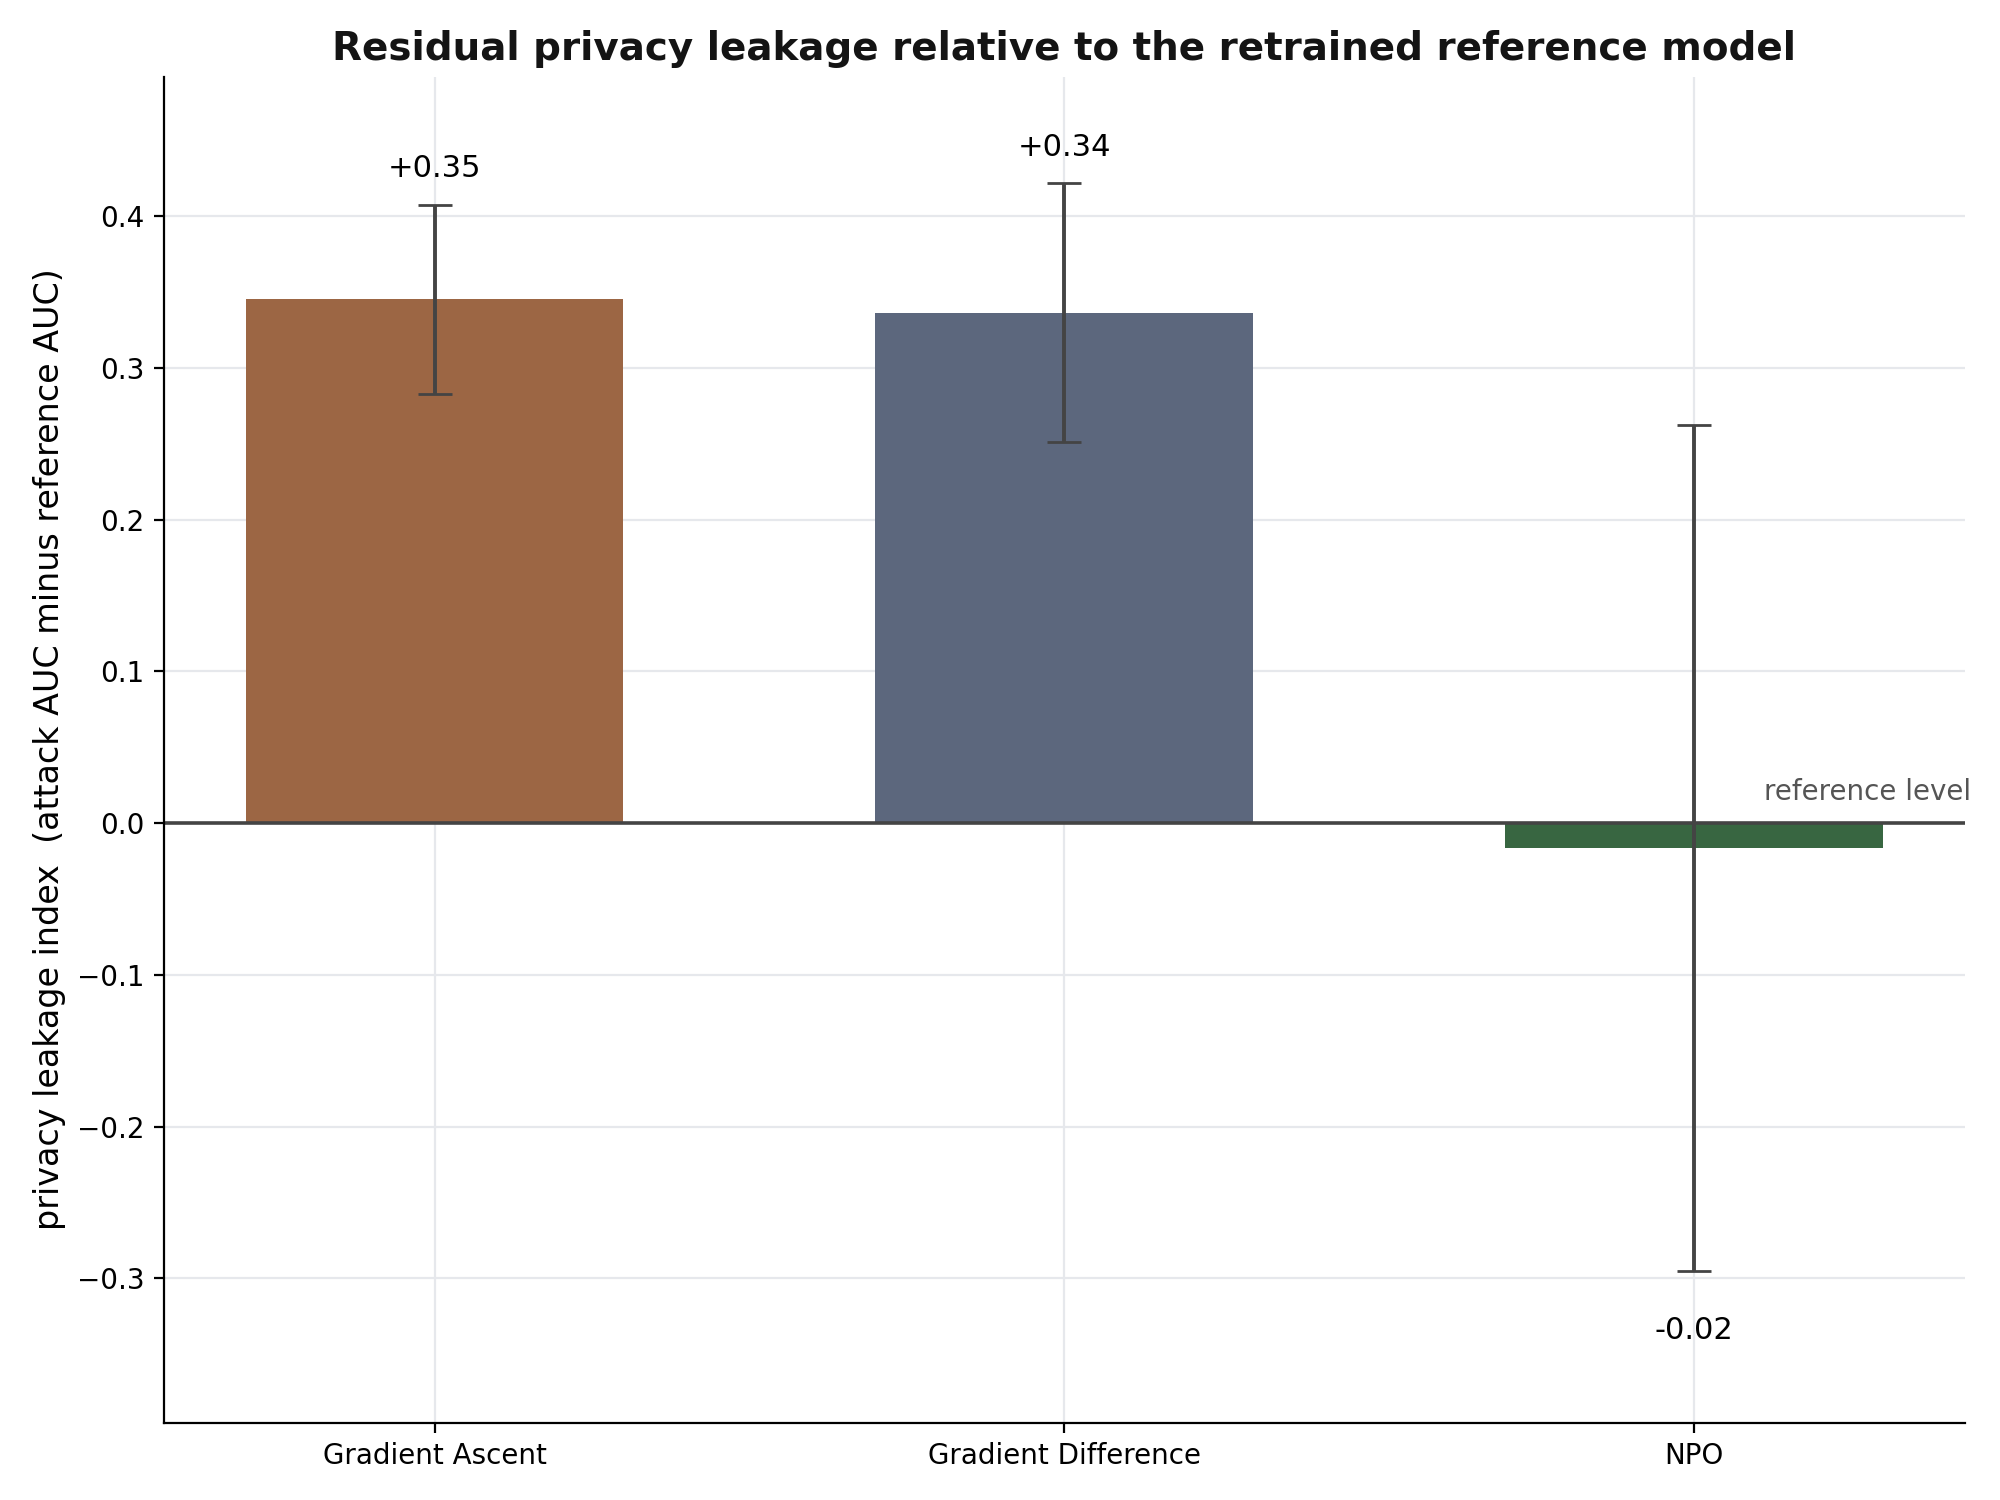 Residual privacy leakage relative to the retrained reference model
privacy leakage index  (attack AUC minus reference AUC)
0.4
0.3
0.2
0.1
0.0
−0.1
−0.2
−0.3
+0.35
+0.34
reference level
-0.02
Gradient Ascent
Gradient Difference
NPO